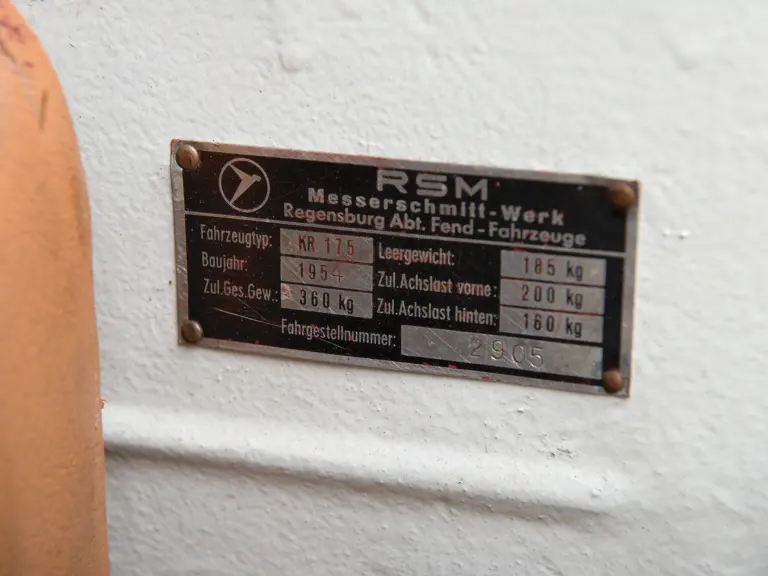 RSM
Messerschmitt-Werk
Regensburg Abt. Fend-Fahrzeuge
Fahrzeugtyp: KR 175 Leergewicht: 185 kg
Baujahr: 1954 Zul.Achslast vorne: 200 kg
Zul.Ges.Gew.: 360 kg Zul.Achslast hinten: 160 kg
Fahrgestellnummer: 2905